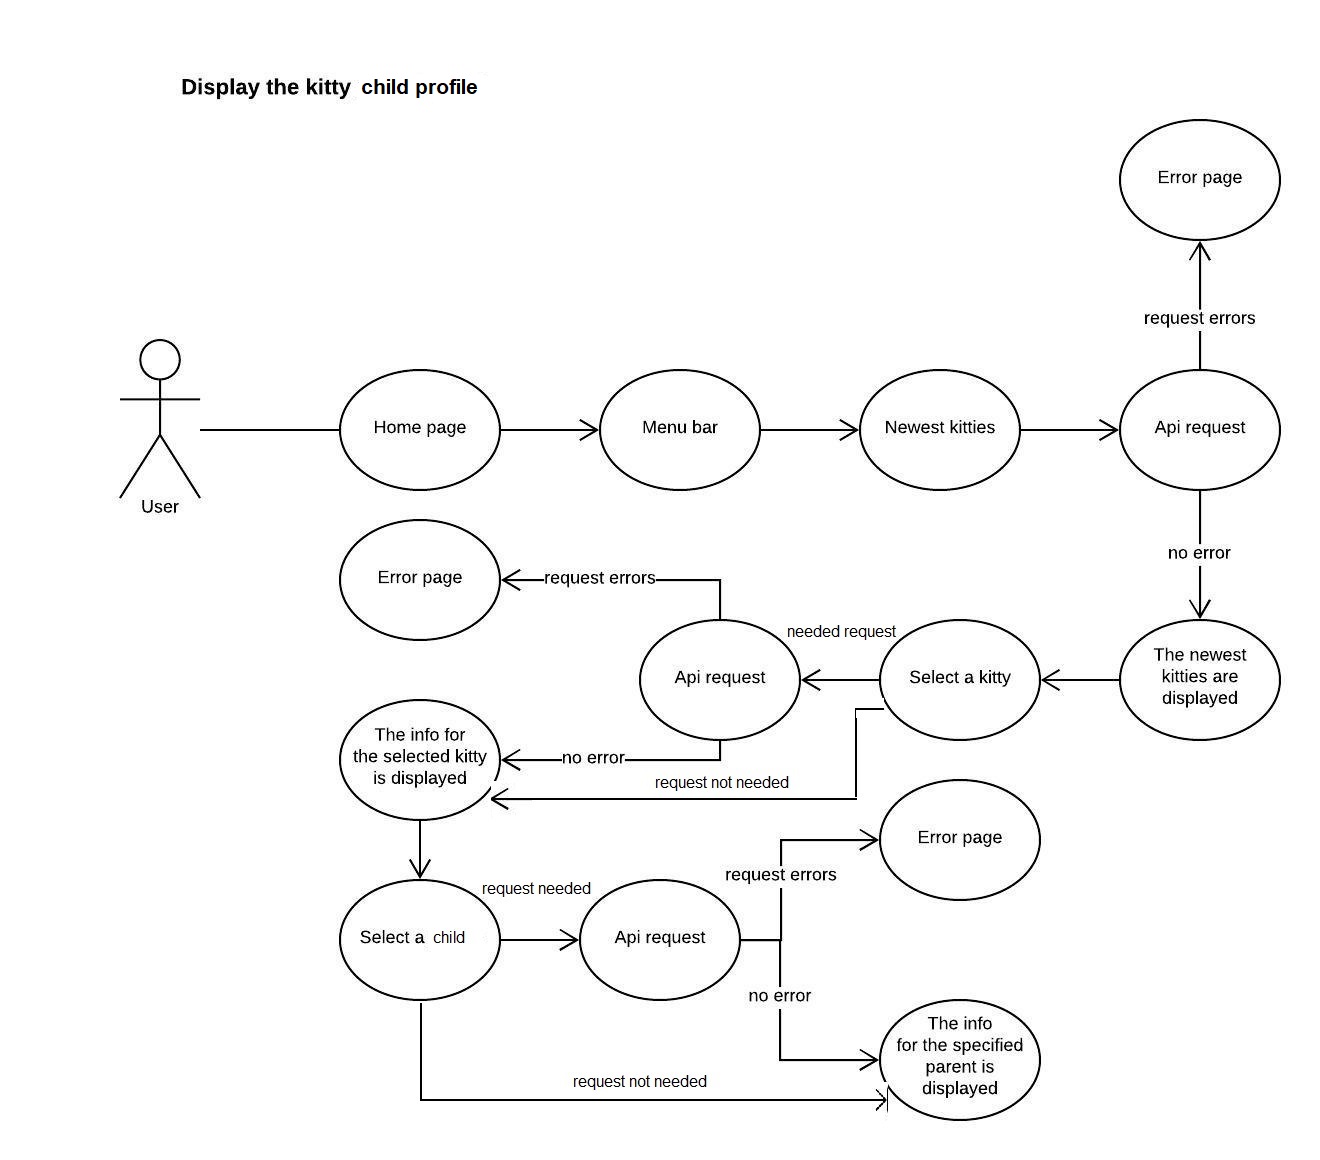 Display the kitty child profile
Error page
request errors
Home page
Menu bar
Newest kitties
Api request
User
no error
Error page
request errors
needed request
Api request
Select a kitty
The newest
kitties are
displayed
The info for
the selected kitty
is displayed
no error
request not needed
Error page
request errors
request needed
Select a child
Api request
no error
The info
for the specified
parent is
displayed
request not needed